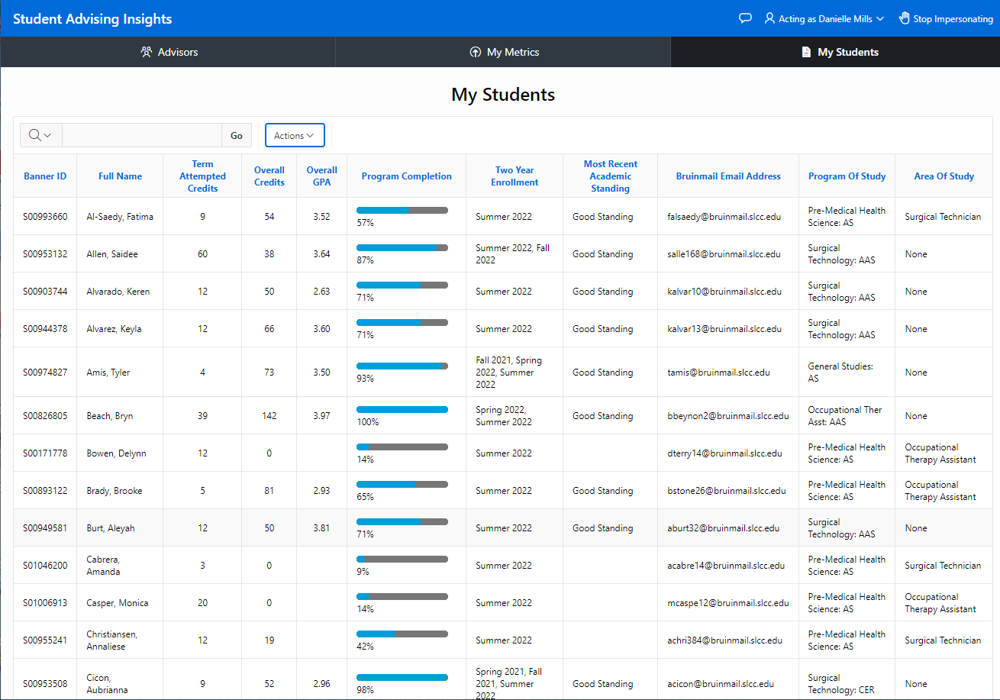 Student Advising Insights
Acting as Danielle Mills
Stop Impersonating
Advisors
My Metrics
My Students
My Students
Go
Actions
Banner ID
Full Name
Term
Attempted
Credits
Overall
Credits
Overall
GPA
Program Completion
Two Year
Enrollment
Most Recent
Academic
Standing
Bruinmail Email Address
Program Of Study
Area Of Study
S00993660
Al-Saedy, Fatima
9
54
3.52
57%
Summer 2022
Good Standing
falsaedy@bruinmail.slcc.edu
Pre-Medical Health
Science: AS
Surgical Technician
S00953132
Allen, Saidee
60
38
3.64
87%
Summer 2022, Fall
2022
Good Standing
salle168@bruinmail.slcc.edu
Surgical
Technology: AAS
None
S00903744
Alvarado, Keren
12
50
2.63
71%
Summer 2022
Good Standing
kalvar10@bruinmail.slcc.edu
Surgical
Technology: AAS
None
S00944378
Alvarez, Keyla
12
66
3.60
71%
Summer 2022
Good Standing
kalvar13@bruinmail.slcc.edu
Surgical
Technology: AAS
None
S00974827
Amis, Tyler
4
73
3.50
93%
Fall 2021, Spring
2022, Summer
2022
Good Standing
tamis@bruinmail.slcc.edu
General Studies:
AS
None
S00826805
Beach, Bryn
39
142
3.97
100%
Spring 2022,
Summer 2022
Good Standing
bbeynon2@bruinmail.slcc.edu
Occupational Ther
Asst: AAS
None
S00171778
Bowen, Delynn
12
0
14%
Summer 2022
dterry14@bruinmail.slcc.edu
Pre-Medical Health
Science: AS
Occupational
Therapy Assistant
S00893122
Brady, Brooke
5
81
2.93
65%
Summer 2022
Good Standing
bstone26@bruinmail.slcc.edu
Pre-Medical Health
Science: AS
Occupational
Therapy Assistant
S00949581
Burt, Aleyah
12
50
3.81
71%
Summer 2022
Good Standing
aburt32@bruinmail.slcc.edu
Surgical
Technology: AAS
None
S01046200
Cabrera,
Amanda
3
0
9%
Summer 2022
acabre14@bruinmail.slcc.edu
Pre-Medical Health
Science: AS
Surgical Technician
S01006913
Casper, Monica
20
0
14%
Summer 2022
mcaspe12@bruinmail.slcc.edu
Pre-Medical Health
Science: AS
Occupational
Therapy Assistant
S00955241
Christiansen,
Annaliese
12
19
42%
Summer 2022
achri384@bruinmail.slcc.edu
Pre-Medical Health
Science: AS
Surgical Technician
S00953508
Cicon,
Aubrianna
9
52
2.96
98%
Spring 2021, Fall
2021, Summer
2022
Good Standing
acicon@bruinmail.slcc.edu
Surgical
Technology: CER
None